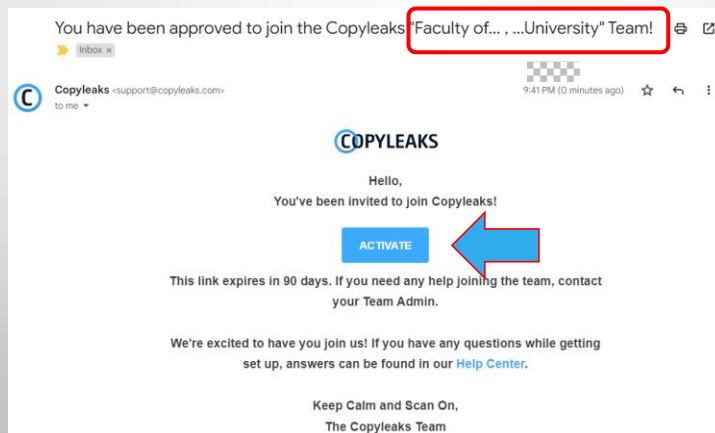 You have been approved to join the Copyleaks "Faculty of... , ...University" Team!
Inbox ×
Copyleaks <support@copyleaks.com>
9:41 PM (0 minutes ago)
to me
COPYLEAKS
Hello,
You've been invited to join Copyleaks!
ACTIVATE
This link expires in 90 days. If you need any help joining the team, contact
your Team Admin.
We're excited to have you join us! If you have any questions while getting
set up, answers can be found in our Help Center.
Keep Calm and Scan On,
The Copyleaks Team